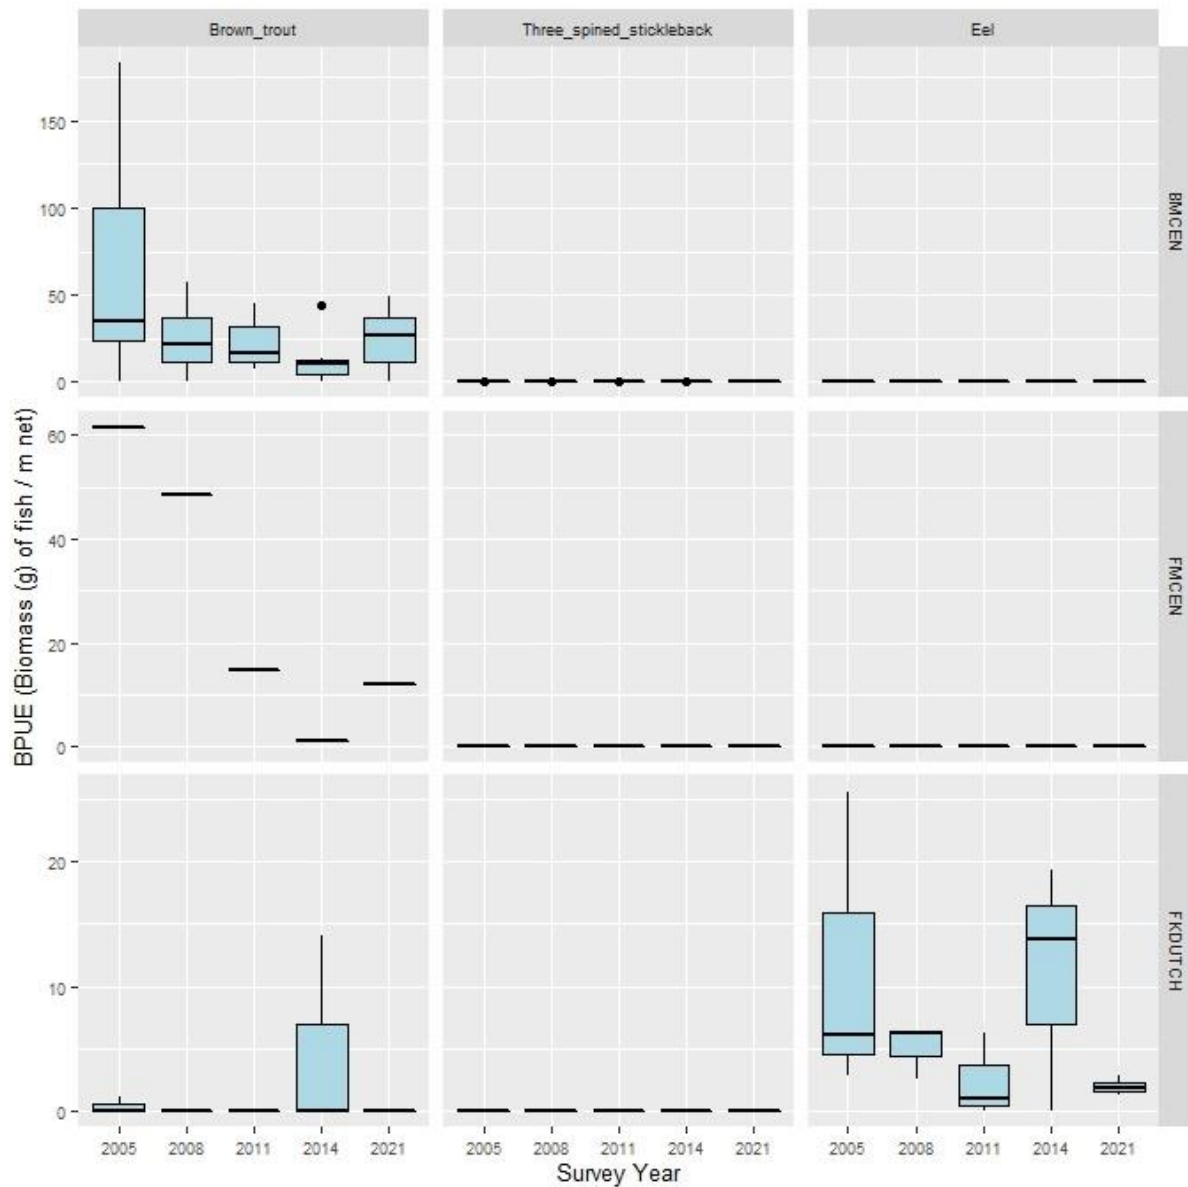 Brown_trout Three_spined_stickleback Eel
150
100
50
0
BMCEN
60
40
20
0
FMCEN
20
10
0
FKDUTCH
BPUE (Biomass (g) of fish / m net)
2005 2008 2011 2014 2021 2005 2008 2011 2014 2021 2005 2008 2011 2014 2021
Survey Year